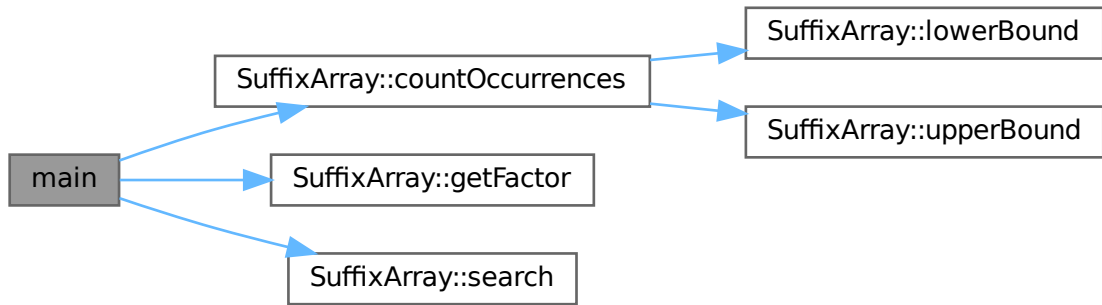 main
SuffixArray::countOccurrences
SuffixArray::lowerBound
SuffixArray::upperBound
SuffixArray::getFactor
SuffixArray::search